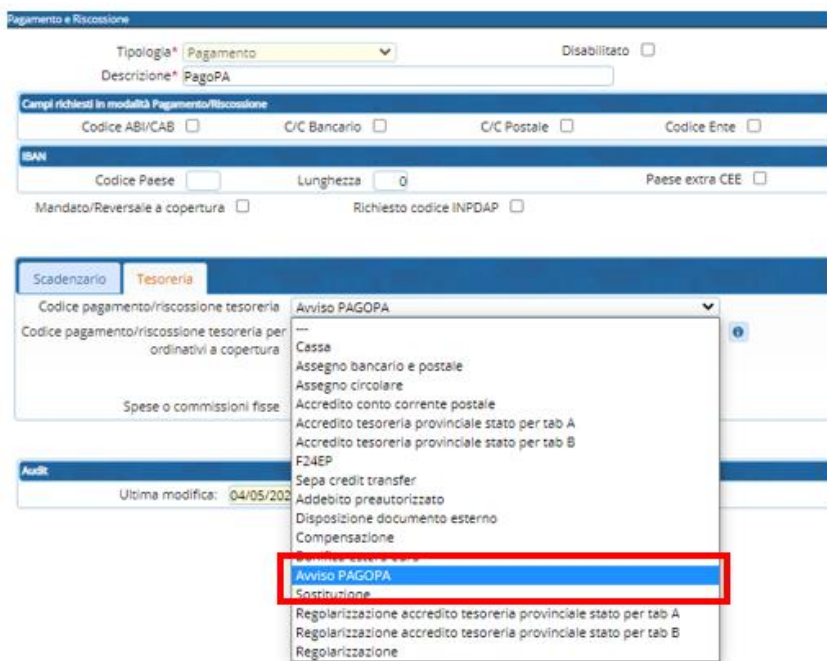 Pagamento e Riscossione
Tipologia* Pagamento Disabilitato
Descrizione* PagoPA
Campi richiesti in modalità Pagamento/Riscossione
Codice ABI/CAB C/C Bancario C/C Postale Codice Ente
IBAN
Codice Paese Lunghezza 0 Paese extra CEE
Mandato/Reversale a copertura Richiesto codice INPDAP
Scadenzario Tesoreria
Codice pagamento/riscossione tesoreria Avviso PAGOPA
Codice pagamento/riscossione tesoreria per ordinativi a copertura
Spese o commissioni fisse
---
Cassa
Assegno bancario e postale
Assegno circolare
Accredito conto corrente postale
Accredito tesoreria provinciale stato per tab A
Accredito tesoreria provinciale stato per tab B
F24EP
Sepa credit transfer
Addebito preautorizzato
Disposizione documento esterno
Compensazione
Avviso PAGOPA
Sostituzione
Regolarizzazione accredito tesoreria provinciale stato per tab A
Regolarizzazione accredito tesoreria provinciale stato per tab B
Regolarizzazione
Audit
Ultima modifica: 04/05/202